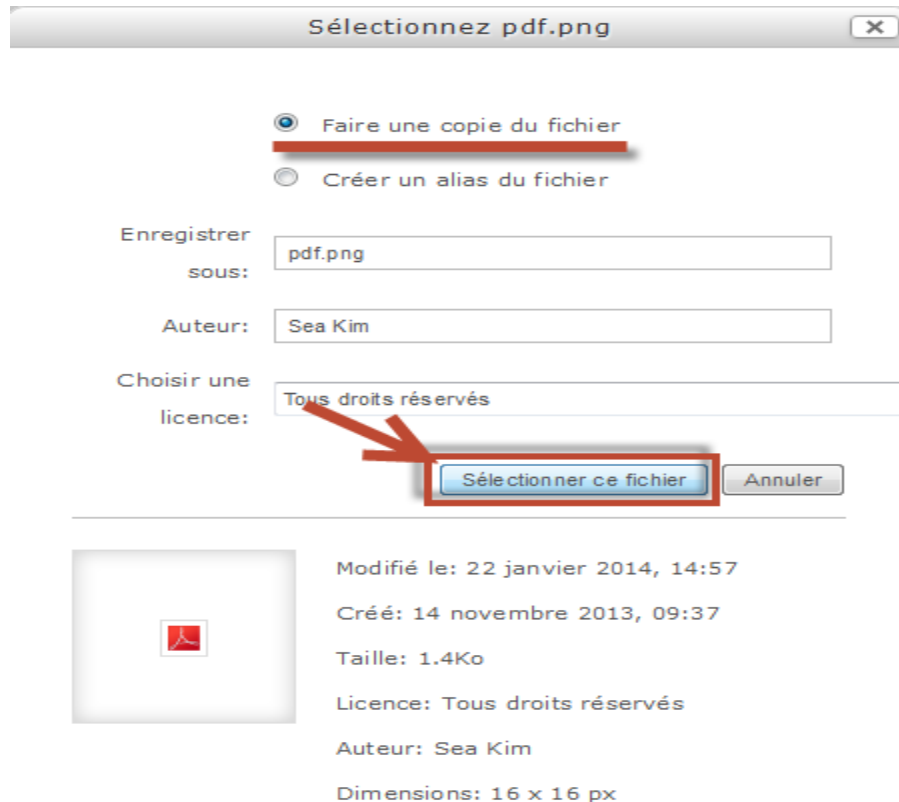 Sélectionnez pdf.png
Faire une copie du fichier
Créer un alias du fichier
Enregistrer
sous:
pdf.png
Auteur:
Sea Kim
Choisir une
licence:
Tous droits réservés
Sélectionner ce fichier
Annuler
Modifié le: 22 janvier 2014, 14:57
Créé: 14 novembre 2013, 09:37
Taille: 1.4Ko
Licence: Tous droits réservés
Auteur: Sea Kim
Dimensions: 16 x 16 px